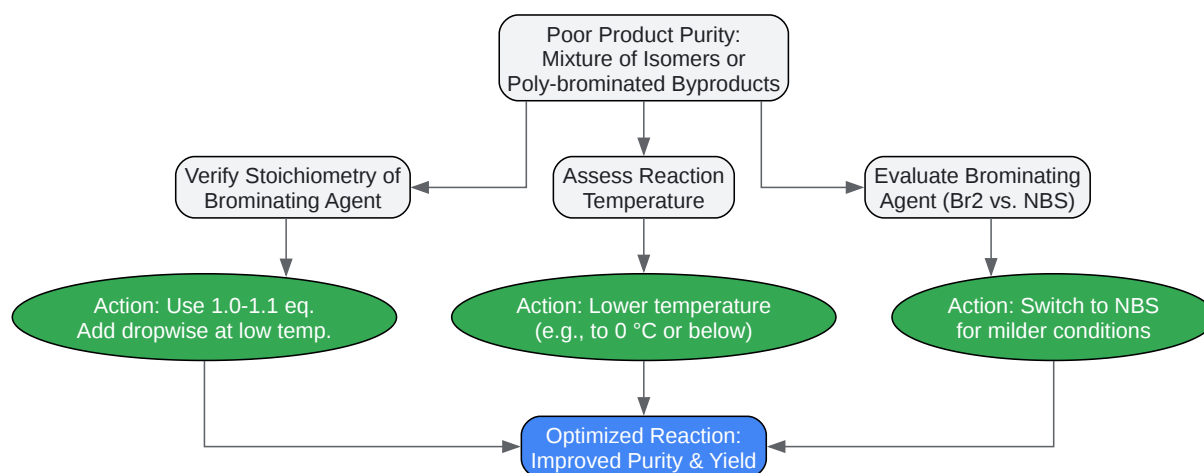 Poor Product Purity:
Mixture of Isomers or
Poly-brominated Byproducts
Verify Stoichiometry of
Brominating Agent
Assess Reaction
Temperature
Evaluate Brominating
Agent (Br2 vs. NBS)
Action: Use 1.0-1.1 eq.
Add dropwise at low temp.
Action: Lower temperature
(e.g., to 0 °C or below)
Action: Switch to NBS
for milder conditions
Optimized Reaction:
Improved Purity & Yield